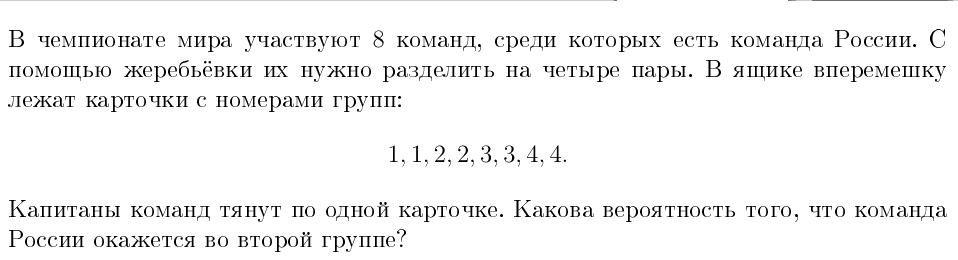 В чемпионате мира участвуют 8 команд, среди которых есть команда России. С
помощью жеребьёвки их нужно разделить на четыре пары. В ящике вперемешку
лежат карточки с номерами групп:
1, 1, 2, 2, 3, 3, 4, 4.
Капитаны команд тянут по одной карточке. Какова вероятность того, что команда
России окажется во второй группе?